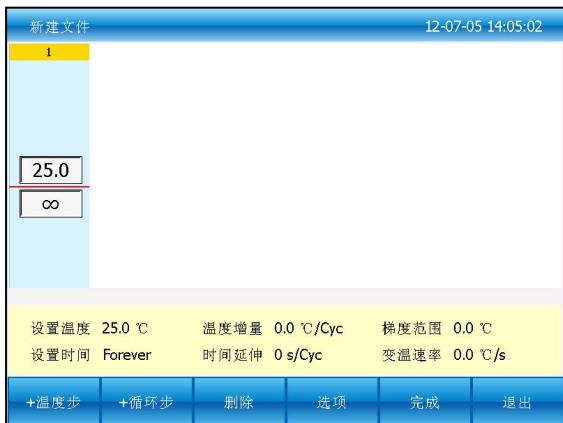 新建文件 12-07-05 14:05:02
1
25.0
∞
设置温度 25.0 ℃ 温度增量 0.0 ℃/Cyc 梯度范围 0.0 ℃
设置时间 Forever 时间延伸 0 s/Cyc 变温速率 0.0 ℃/s
+温度步 +循环步 删除 选项 完成 退出